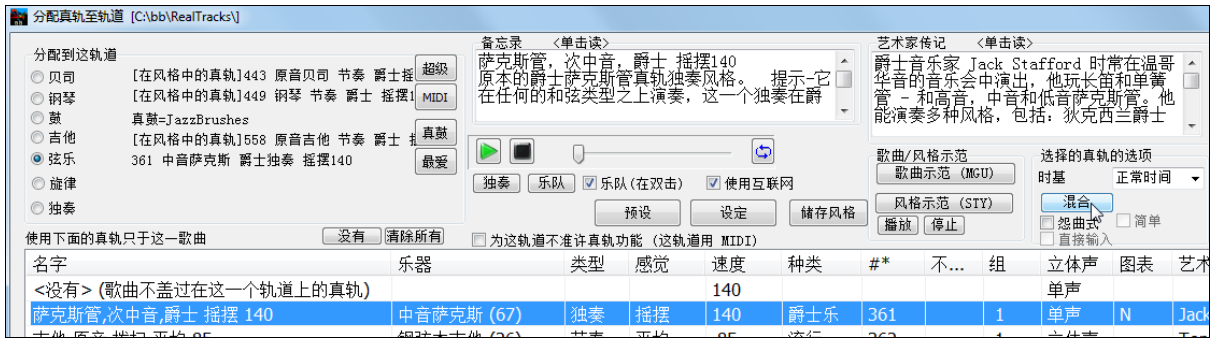 分配真轨至轨道 [C:\bb\RealTracks\]
分配到这轨道
贝司 [在风格中的真轨]443 原音贝司 节奏 爵士摇
钢琴 [在风格中的真轨]449 钢琴 节奏 爵士 摇摆1
鼓 真鼓=JazzBrushes
吉他 [在风格中的真轨]558 原音吉他 节奏 爵士
弦乐 361 中音萨克斯 爵士独奏 摇摆140
旋律
独奏
超级
MIDI
真鼓
最爱
使用下面的真轨只于这一歌曲
没有
清除所有
备忘录 <单击读>
萨克斯管, 次中音, 爵士 摇摆140
原本的爵士萨克斯管真轨独奏风格。 提示-它
在任何的和弦类型之上演奏, 这一个独奏在爵
独奏
乐队
乐队(在双击)
使用互联网
预设
设定
储存风格
为这轨道不准许真轨功能 (这轨道用 MIDI)
艺术家传记 <单击读>
爵士音乐家 Jack Stafford 时常在温哥
华音的音乐会中演出, 他玩长笛和单簧
管 - 和高音, 中音和低音萨克斯管。他
能演奏多种风格, 包括: 狄克西兰爵士
歌曲/风格示范
歌曲示范 (MGU)
风格示范 (STY)
播放
停止
选择的真轨的选项
时基 正常时间
混合
怨曲式
简单
直接输入
名字 乐器 类型 感觉 速度 种类 #* 不... 组 立体声 图表 艺术
<没有> (歌曲不盖过在这一个轨道上的真轨) 140 单声
萨克斯管,次中音,爵士 摇摆 140 中音萨克斯 (67) 独奏 摇摆 140 爵士乐 361 1 单声 N Jack